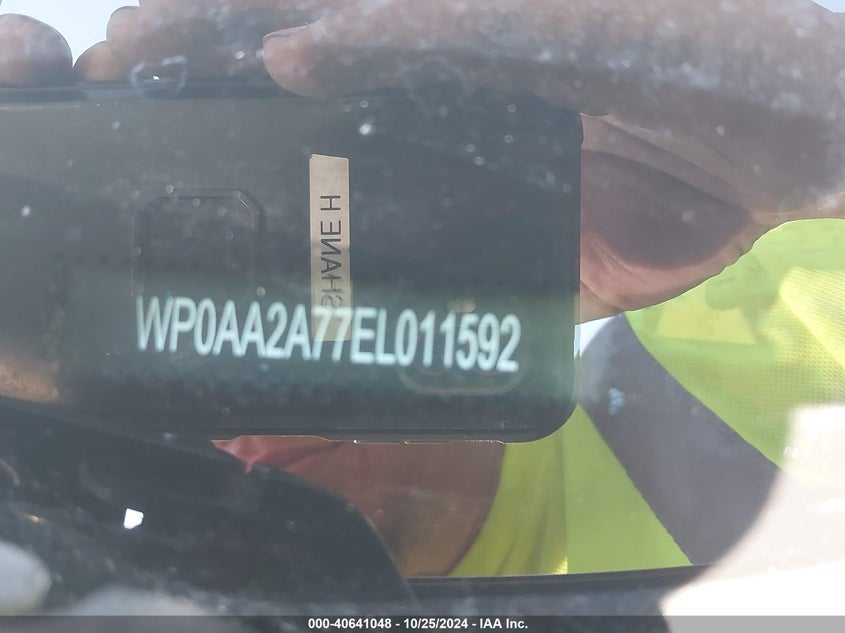 SHANE H
WP0AA2A77EL011592
000-40641048 - 10/25/2024 - IAA Inc.